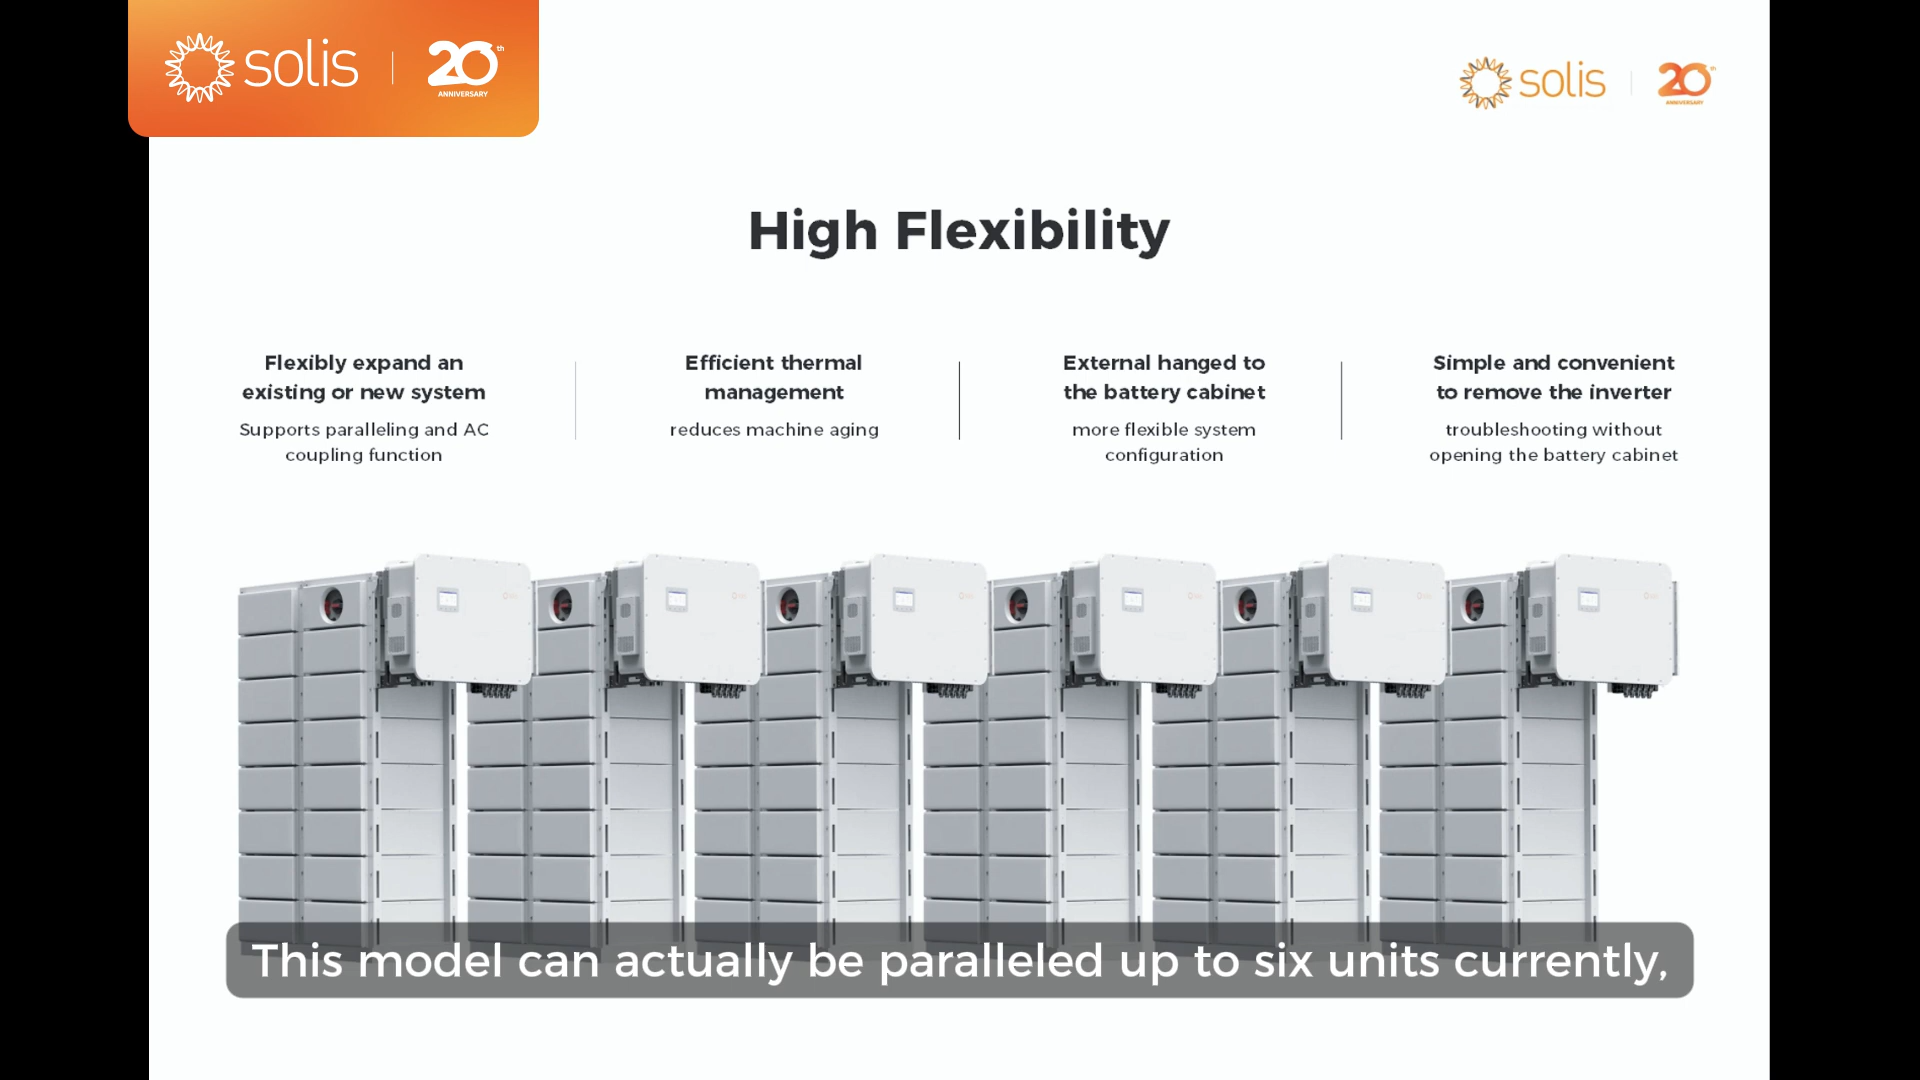 solis
20th
ANNIVERSARY
solis
20th
ANNIVERSARY
High Flexibility
Flexibly expand an
existing or new system
Supports paralleling and AC
coupling function
Efficient thermal
management
reduces machine aging
External hanged to
the battery cabinet
more flexible system
configuration
Simple and convenient
to remove the inverter
troubleshooting without
opening the battery cabinet
This model can actually be paralleled up to six units currently,